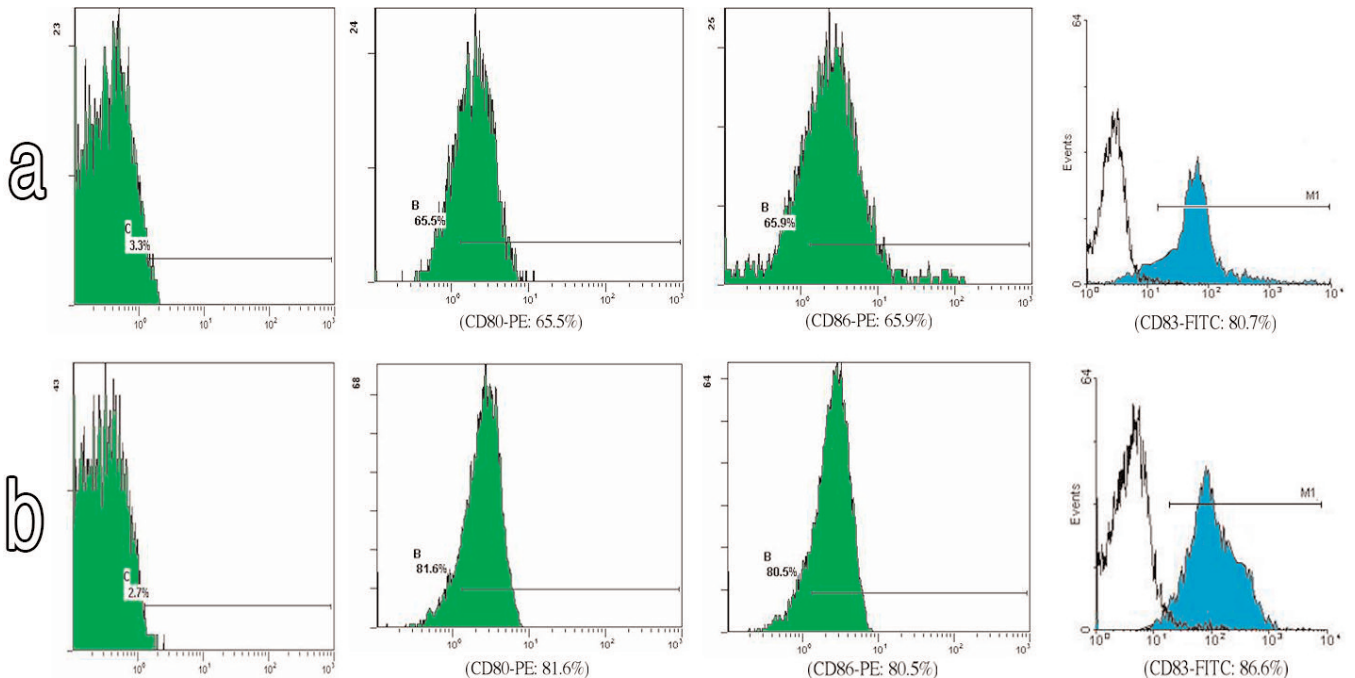 a
23
C
3.3%
10⁰ 10¹ 10² 10³
24
B
65.5%
10⁰ 10¹ 10² 10³
(CD80-PE: 65.5%)
25
B
65.9%
10⁰ 10¹ 10² 10³
(CD86-PE: 65.9%)
64
Events
0
M1
10⁰ 10¹ 10² 10³ 10⁴
(CD83-FITC: 80.7%)
b
43
C
2.7%
10⁰ 10¹ 10² 10³
68
B
81.6%
10⁰ 10¹ 10² 10³
(CD80-PE: 81.6%)
64
B
80.5%
10⁰ 10¹ 10² 10³
(CD86-PE: 80.5%)
64
Events
0
M1
10⁰ 10¹ 10² 10³ 10⁴
(CD83-FITC: 86.6%)